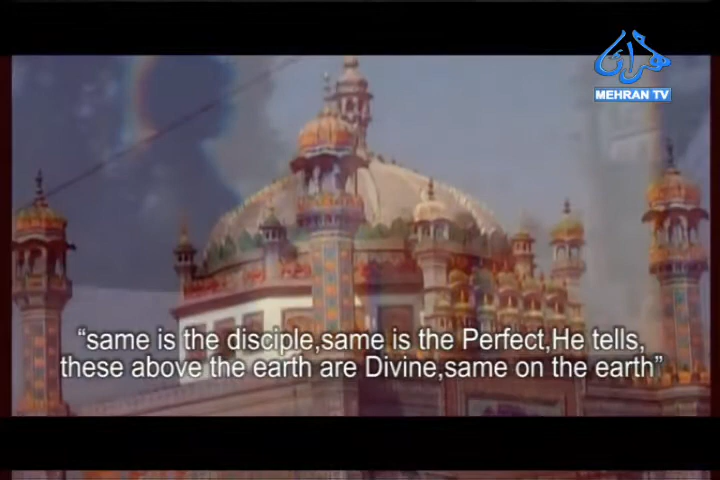 مهراڻ
MEHRAN TV
“same is the disciple,same is the Perfect,He tells,
these above the earth are Divine,same on the earth”